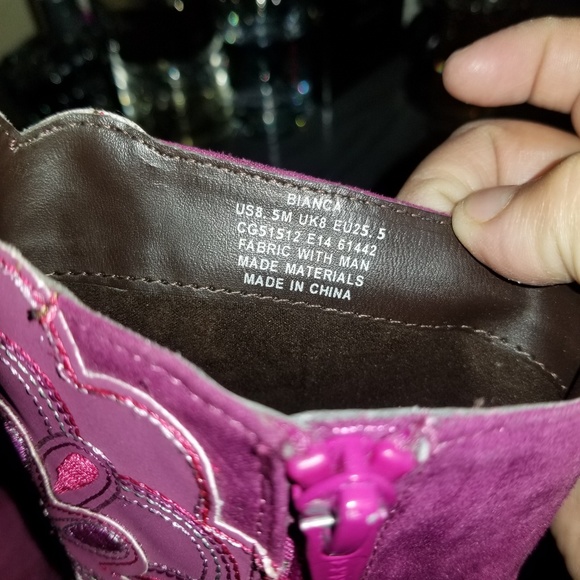 BIANCA
US8. 5M UK8 EU25. 5
CG51512 E14 61442
FABRIC WITH MAN
MADE MATERIALS
MADE IN CHINA